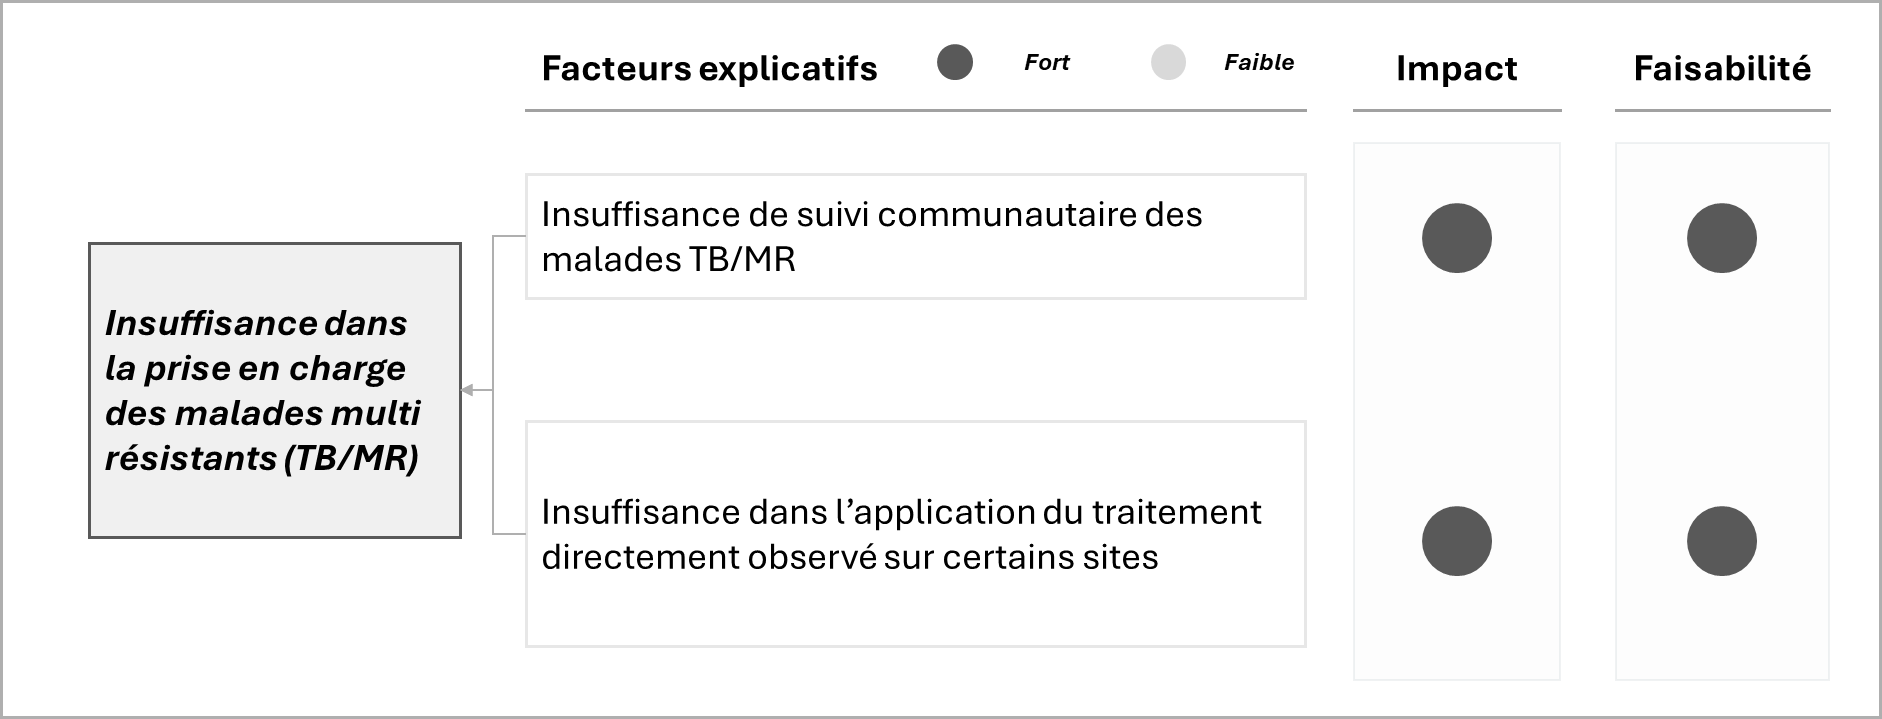 Facteurs explicatifs
Fort
Faible
Impact
Faisabilité
Insuffisance dans
la prise en charge
des malades multi
résistants (TB/MR)
Insuffisance de suivi communautaire des
malades TB/MR
Insuffisance dans l’application du traitement
directement observé sur certains sites